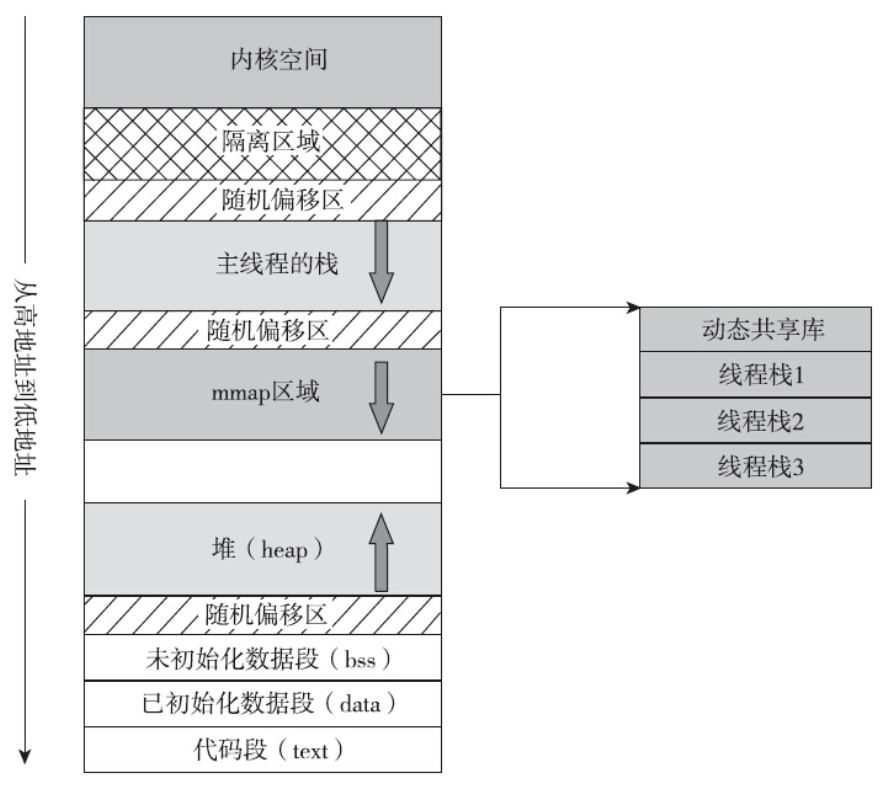 从高地址到低地址
内核空间
隔离区域
随机偏移区
主线程的栈
随机偏移区
mmap区域
堆（heap）
随机偏移区
未初始化数据段（bss）
已初始化数据段（data）
代码段（text）
动态共享库
线程栈1
线程栈2
线程栈3